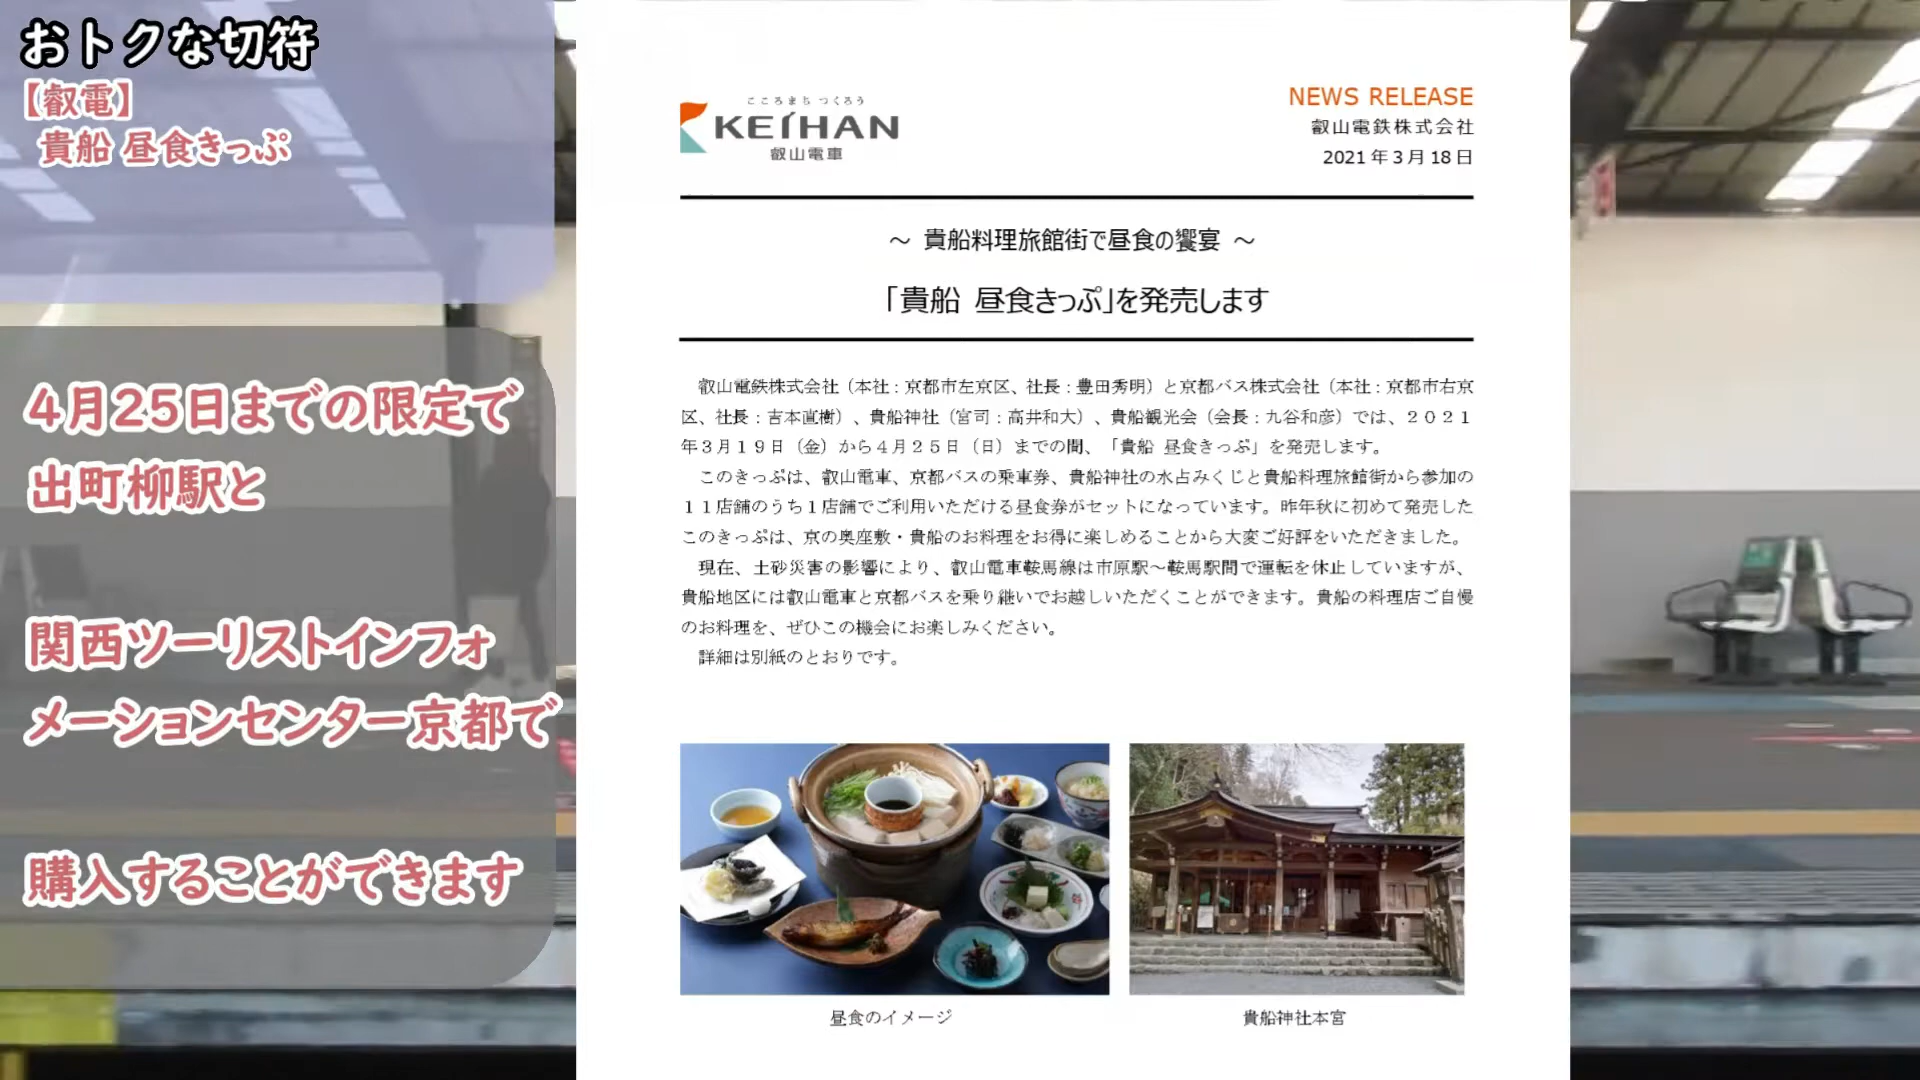 おトクな切符
【叡電】
貴船 昼食きっぷ
4月25日までの限定で
出町柳駅と
関西ツーリストインフォ
メーションセンター京都で
購入することができます
こころまち つくろう
KEIHAN
叡山電車
NEWS RELEASE
叡山電鉄株式会社
2021年3月18日
～ 貴船料理旅館街で昼食の饗宴 ～
「貴船 昼食きっぷ」を発売します
叡山電鉄株式会社（本社：京都市左京区、社長：豊田秀明）と京都バス株式会社（本社：京都市右京
区、社長：吉本直樹）、貴船神社（宮司：高井和大）、貴船観光会（会長：九谷和彦）では、２０２１
年３月１９日（金）から４月２５日（日）までの間、「貴船 昼食きっぷ」を発売します。
このきっぷは、叡山電車、京都バスの乗車券、貴船神社の水占みくじと貴船料理旅館街から参加の
１１店舗のうち１店舗でご利用いただける昼食券がセットになっています。昨年秋に初めて発売した
このきっぷは、京の奥座敷・貴船のお料理をお得に楽しめることから大変ご好評をいただきました。
現在、土砂災害の影響により、叡山電車鞍馬線は市原駅～鞍馬駅間で運転を休止していますが、
貴船地区には叡山電車と京都バスを乗り継いでお越しいただくことができます。貴船の料理店ご自慢
のお料理を、ぜひこの機会にお楽しみください。
詳細は別紙のとおりです。
昼食のイメージ
貴船神社本宮